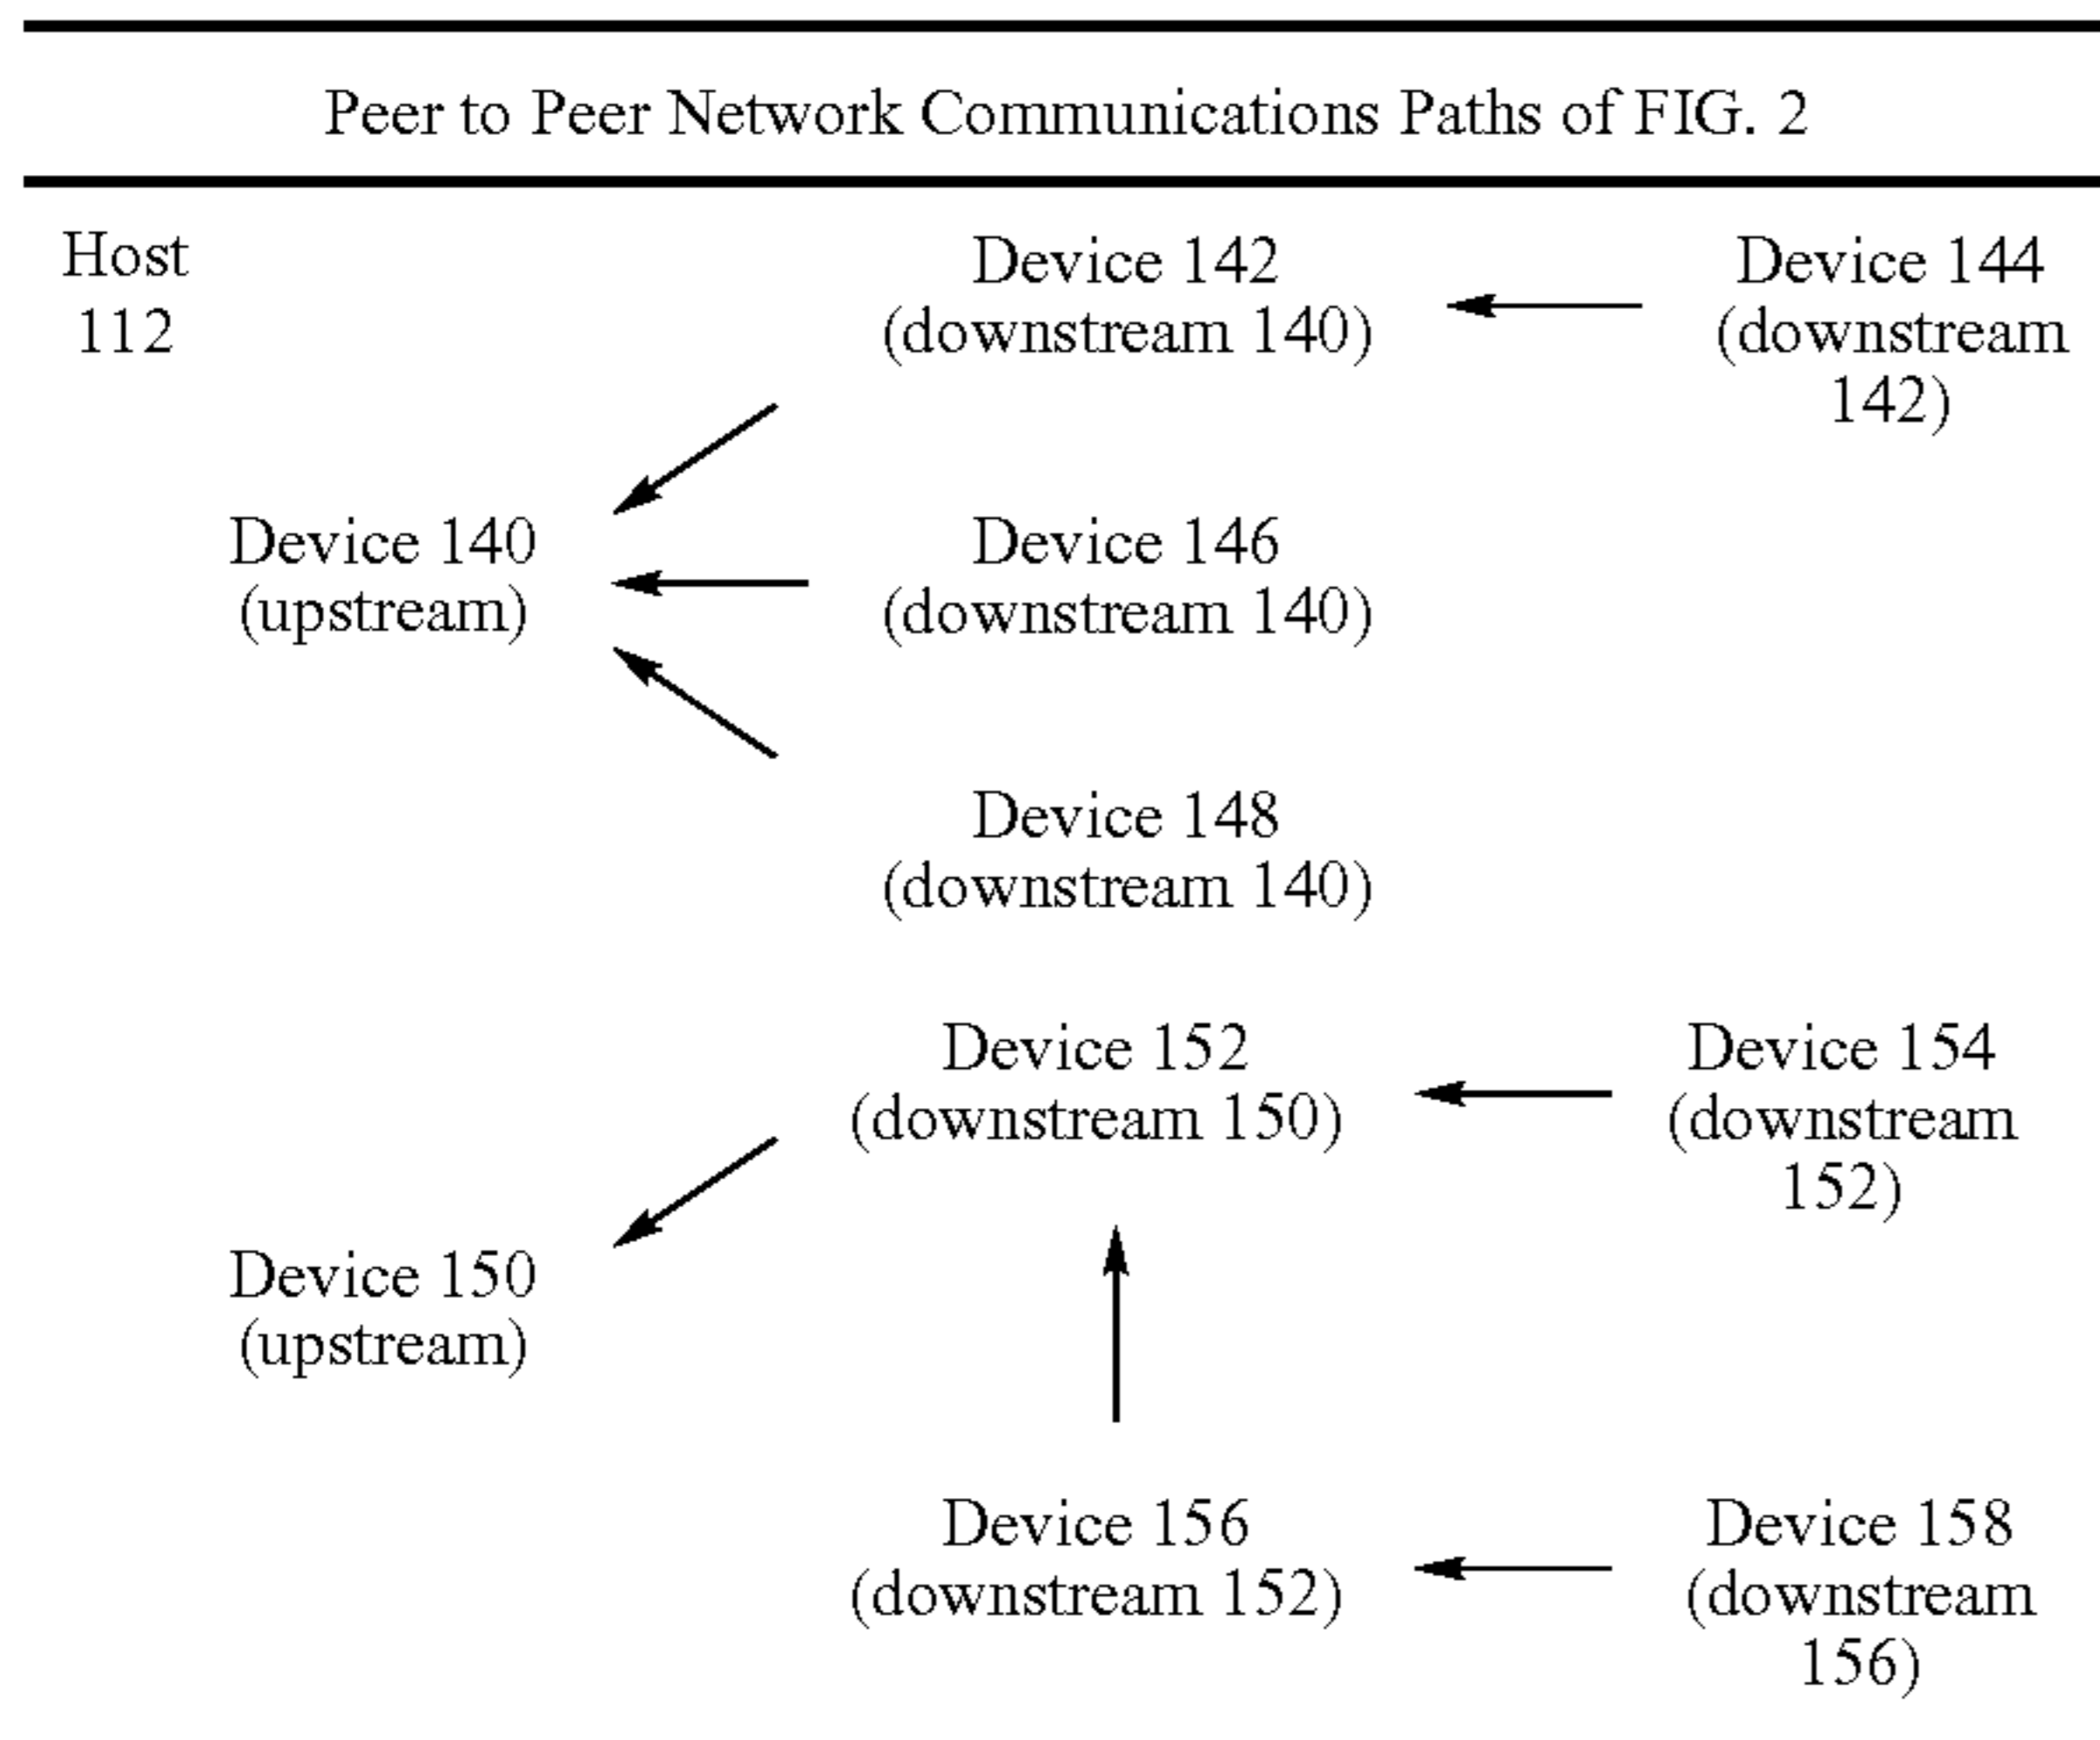 Peer to Peer Network Communications Paths of FIG. 2
Host
112
Device 142
(downstream 140)
Device 144
(downstream
142)
Device 140
(upstream)
Device 146
(downstream 140)
Device 148
(downstream 140)
Device 152
(downstream 150)
Device 154
(downstream
152)
Device 150
(upstream)
Device 156
(downstream 152)
Device 158
(downstream
156)